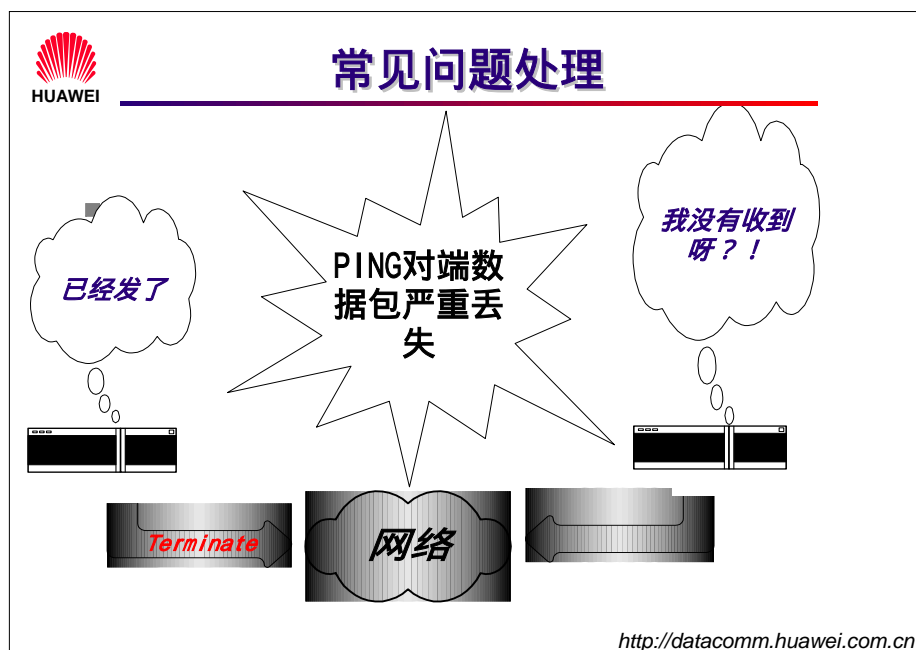 HUAWEI
常见问题处理
已经发了
PING对端数
据包严重丢
失
我没有收到
呀？！
Terminate
网络
http://datacomm.huawei.com.cn